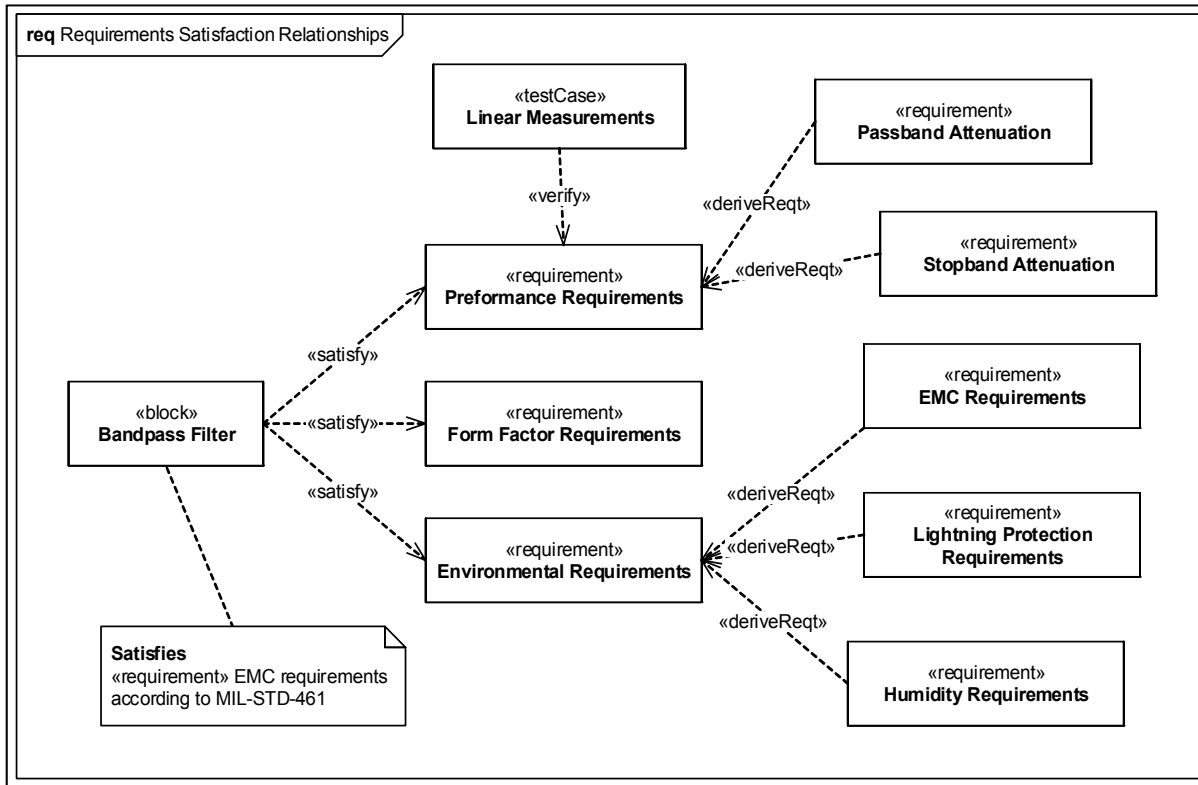 req Requirements Satisfaction Relationships
«testCase»
Linear Measurements
«requirement»
Passband Attenuation
«verify»
«deriveReqt»
«requirement»
Stopband Attenuation
«deriveReqt»
«requirement»
Preformance Requirements
«satisfy»
«requirement»
EMC Requirements
«block»
Bandpass Filter
«satisfy»
«requirement»
Form Factor Requirements
«satisfy»
«deriveReqt»
«requirement»
Lightning Protection
Requirements
«requirement»
Environmental Requirements
«deriveReqt»
«deriveReqt»
Satisfies
«requirement» EMC requirements
according to MIL-STD-461
«requirement»
Humidity Requirements